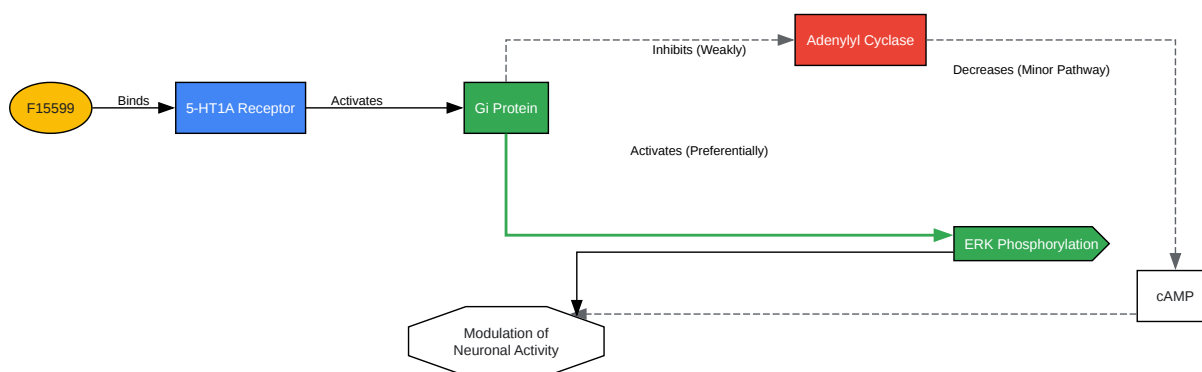 Adenylyl Cyclase
Inhibits (Weakly)
Decreases (Minor Pathway)
F15599
Binds
5-HT1A Receptor
Activates
Gi Protein
Activates (Preferentially)
ERK Phosphorylation
cAMP
Modulation of
Neuronal Activity